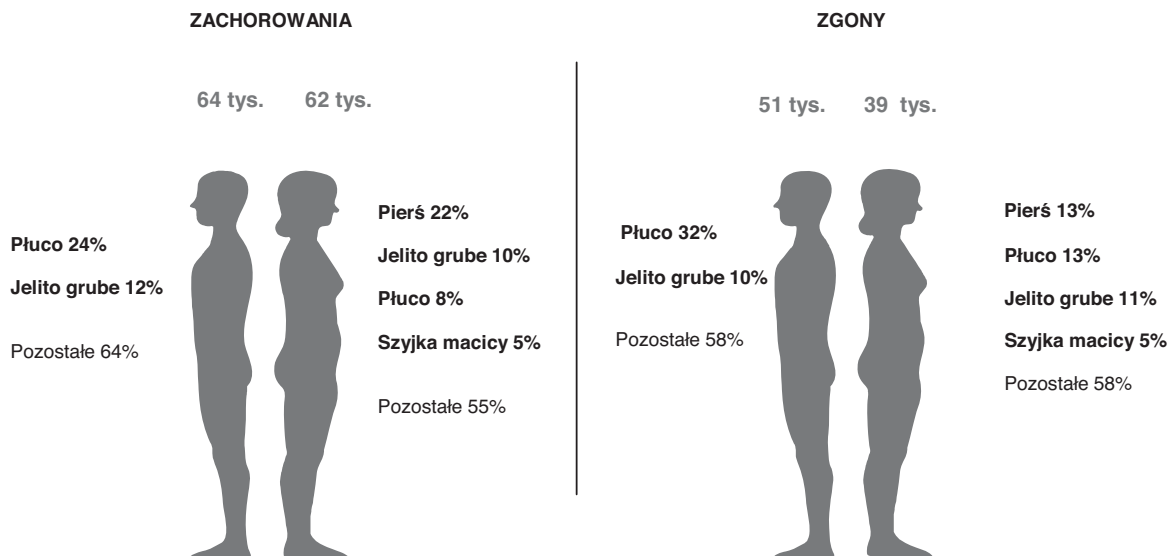 ZACHOROWANIA
64 tys. 62 tys.
Płuco 24%
Jelito grube 12%
Pozostałe 64%
Pierś 22%
Jelito grube 10%
Płuco 8%
Szyjka macicy 5%
Pozostałe 55%
ZGONY
51 tys. 39 tys.
Płuco 32%
Jelito grube 10%
Pozostałe 58%
Pierś 13%
Płuco 13%
Jelito grube 11%
Szyjka macicy 5%
Pozostałe 58%